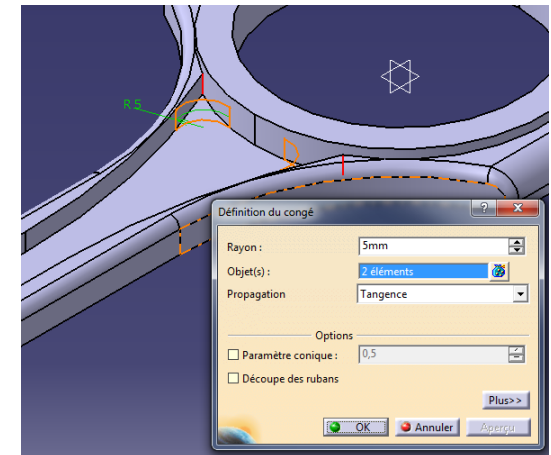 R 5
Définition du congé
Rayon :
5mm
Objet(s) :
2 éléments
Propagation
Tangence
Options
Paramètre conique :
0,5
Découpe des rubans
Plus>>
OK
Annuler
Aperçu